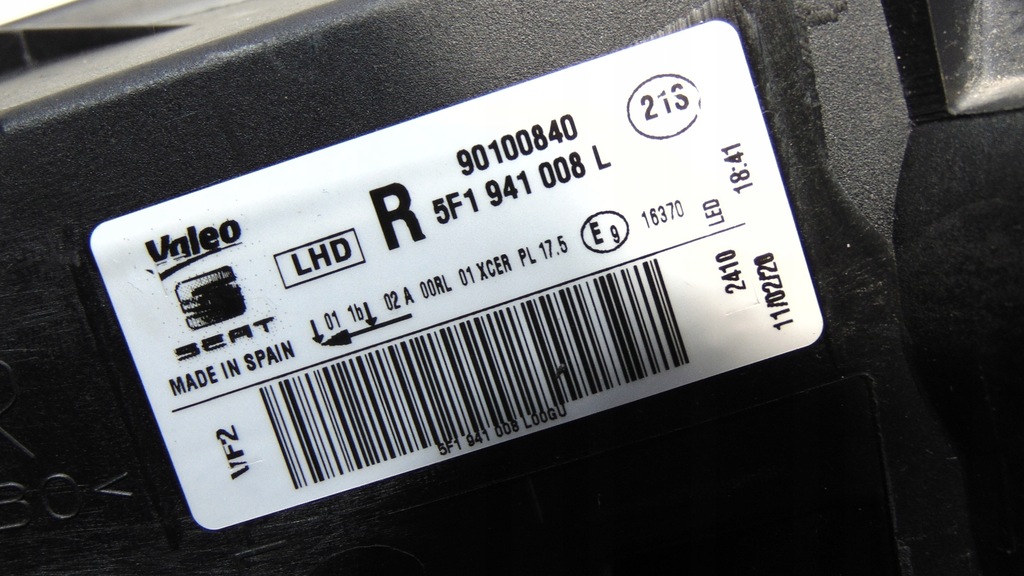 Valeo
SEAT
MADE IN SPAIN
LHD
R
90100840
5F1 941 008 L
21S
01 1b 02 A 00RL 01 XCER PL 17.5
E9
16370
LED
18:41
2410
VF2
5F1 941 008 L00GU